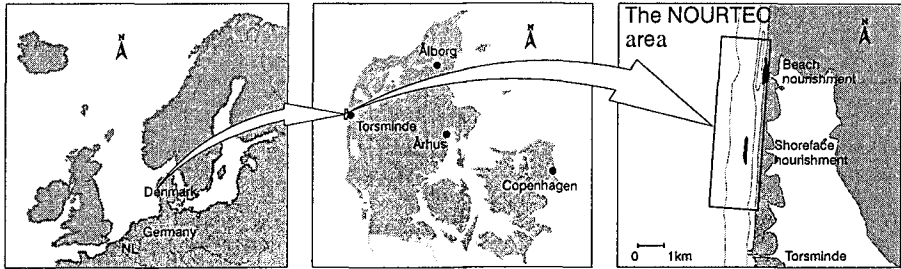 N
Denmark
Germany
NL
N
Ålborg
Torsminde
Århus
Copenhagen
The NOURTEC
area
N
Beach
nourishment
Shoreface
nourishment
0 1km
Torsminde